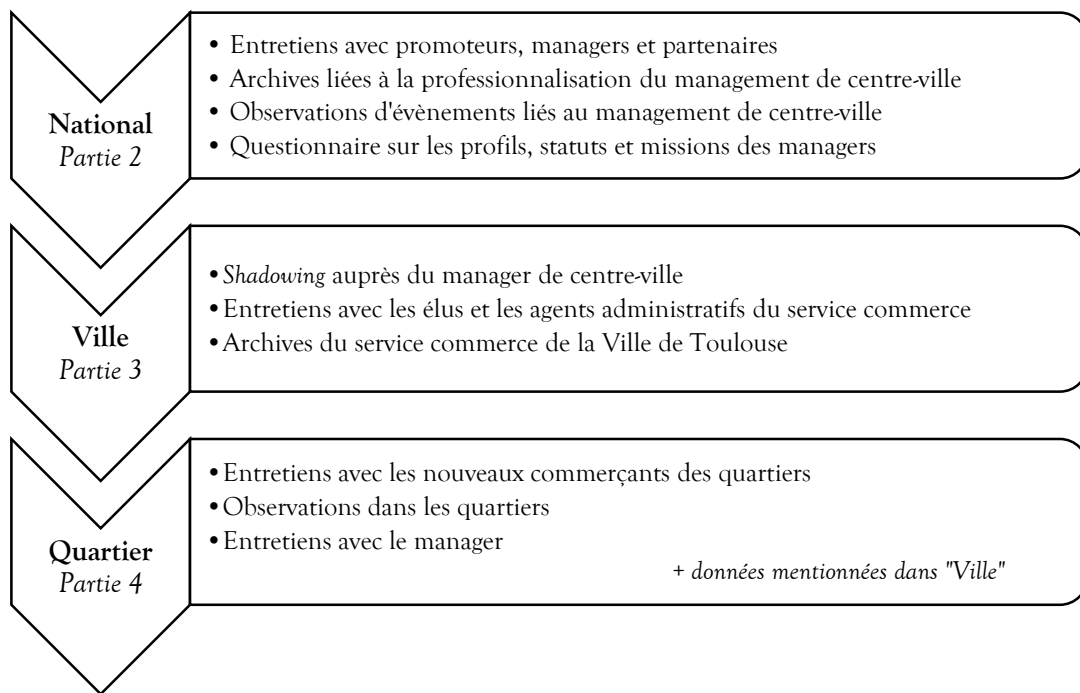 National
Partie 2
• Entretiens avec promoteurs, managers et partenaires
• Archives liées à la professionnalisation du management de centre-ville
• Observations d'évènements liés au management de centre-ville
• Questionnaire sur les profils, statuts et missions des managers
Ville
Partie 3
• Shadowing auprès du manager de centre-ville
• Entretiens avec les élus et les agents administratifs du service commerce
• Archives du service commerce de la Ville de Toulouse
Quartier
Partie 4
• Entretiens avec les nouveaux commerçants des quartiers
• Observations dans les quartiers
• Entretiens avec le manager
+ données mentionnées dans "Ville"